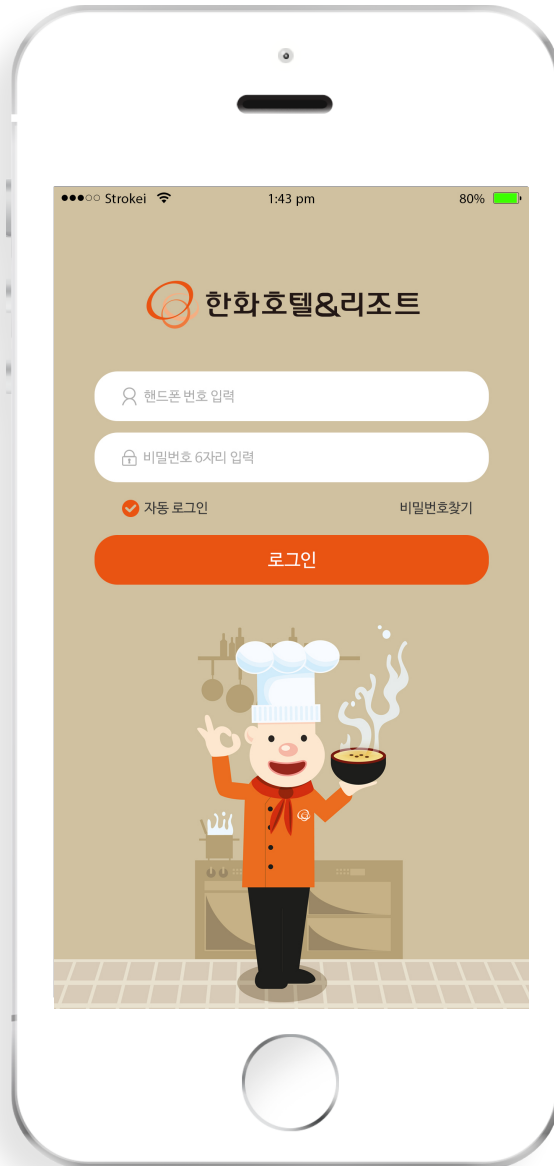 Strokei 1:43 pm 80%
한화호텔&리조트
핸드폰 번호 입력
비밀번호 6자리 입력
자동 로그인 비밀번호찾기
로그인